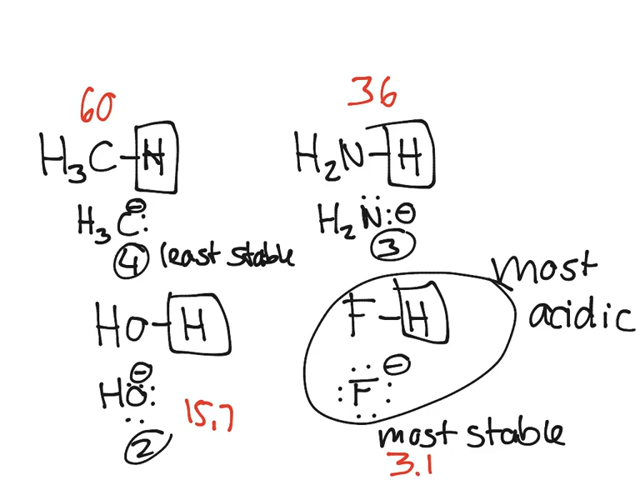 60
H₃C-H
H₃C:⊖
④ least stable
36
H₂N-H
H₂N̈:⊖
③
HO-H
HÖ:⊖
②
15.7
F-H
:F̈:⊖
most
acidic
most stable
3.1